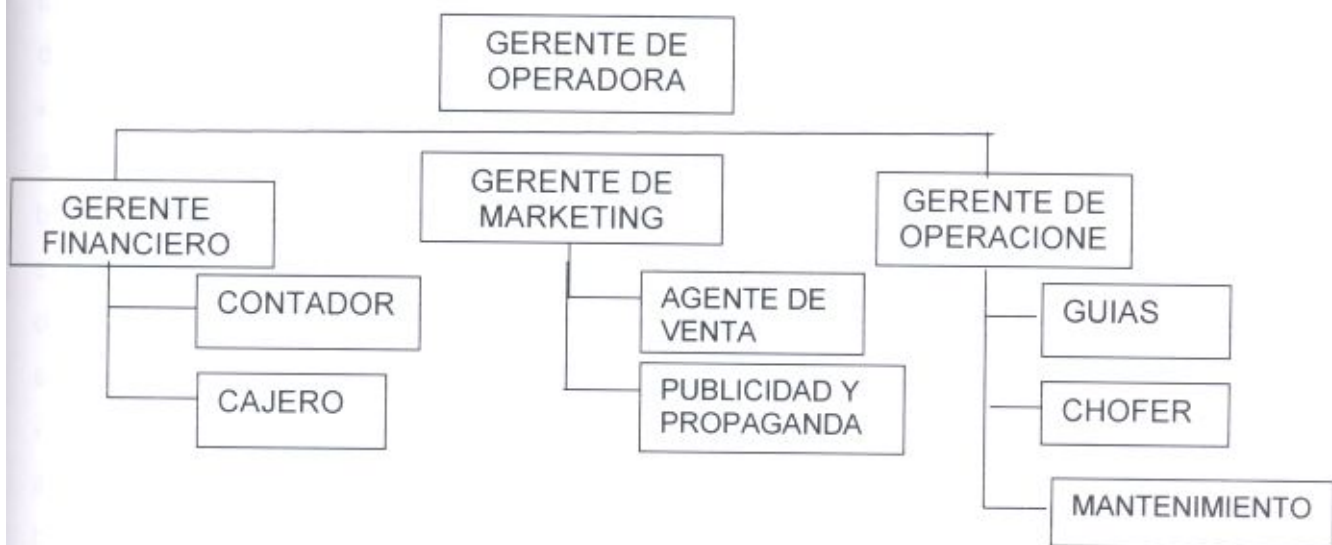 GERENTE DE
OPERADORA
GERENTE
FINANCIERO
GERENTE DE
MARKETING
GERENTE DE
OPERACIONE
CONTADOR
CAJERO
AGENTE DE
VENTA
PUBLICIDAD Y
PROPAGANDA
GUIAS
CHOFER
MANTENIMIENTO